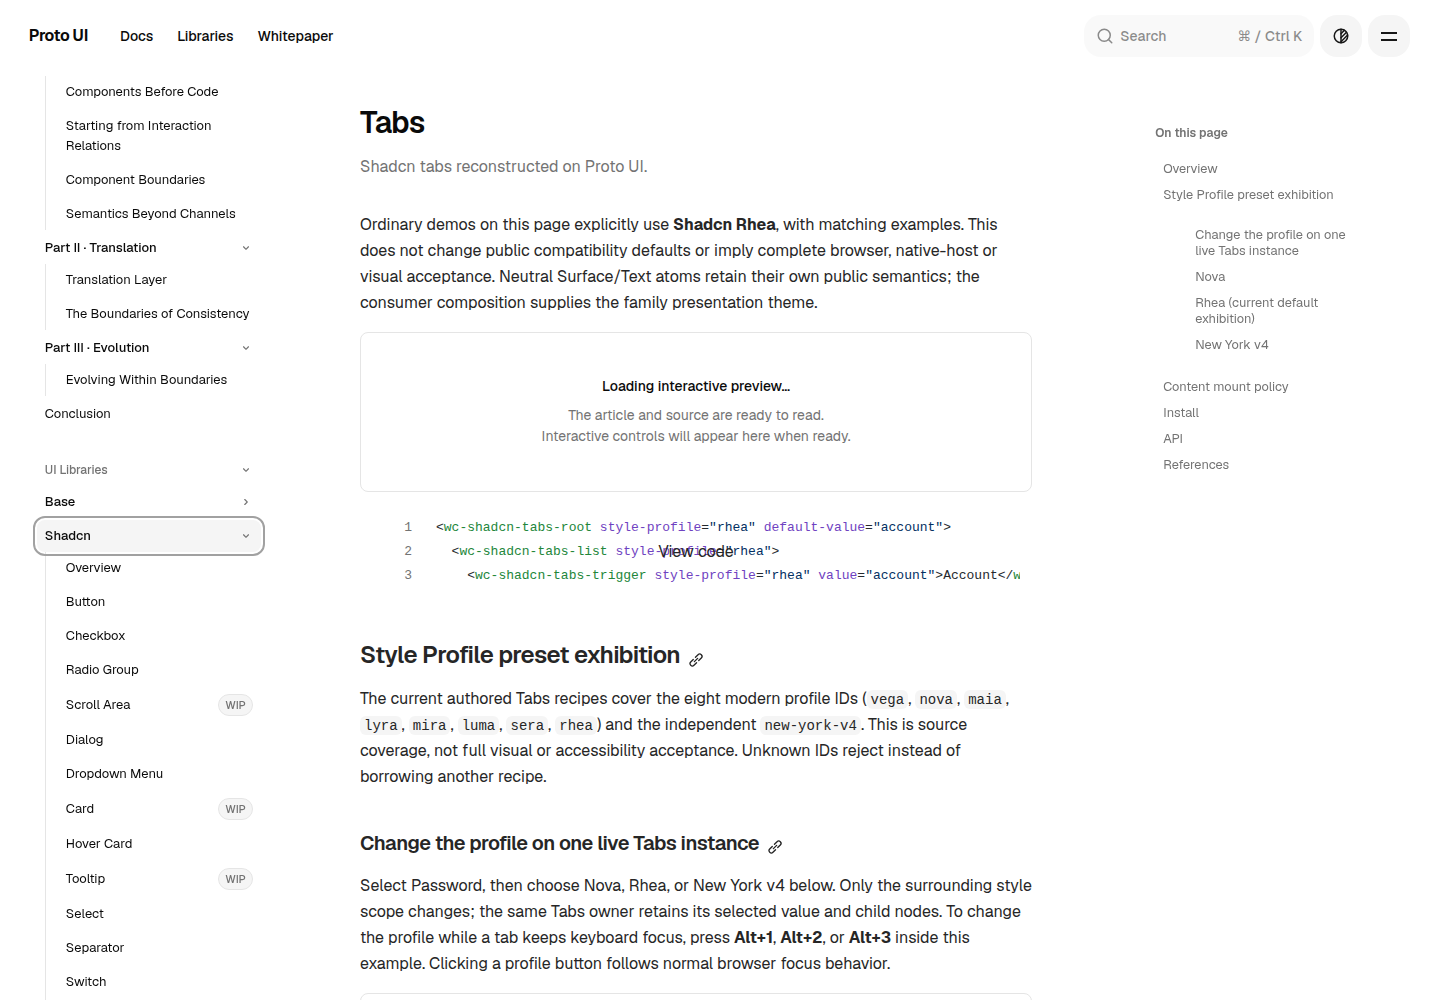 Proto UI
Docs
Libraries
Whitepaper
Search
⌘ / Ctrl K
Components Before Code
Starting from Interaction
Relations
Component Boundaries
Semantics Beyond Channels
Part II · Translation
Translation Layer
The Boundaries of Consistency
Part III · Evolution
Evolving Within Boundaries
Conclusion
UI Libraries
Base
Shadcn
Overview
Button
Checkbox
Radio Group
Scroll Area WIP
Dialog
Dropdown Menu
Card WIP
Hover Card
Tooltip WIP
Select
Separator
Switch
Tabs
Shadcn tabs reconstructed on Proto UI.
Ordinary demos on this page explicitly use Shadcn Rhea, with matching examples. This
does not change public compatibility defaults or imply complete browser, native-host or
visual acceptance. Neutral Surface/Text atoms retain their own public semantics; the
consumer composition supplies the family presentation theme.
Loading interactive preview…
The article and source are ready to read.
Interactive controls will appear here when ready.
1 <wc-shadcn-tabs-root style-profile="rhea" default-value="account">
2 <wc-shadcn-tabs-list style-profile="rhea">
View code
3 <wc-shadcn-tabs-trigger style-profile="rhea" value="account">Account</w
Style Profile preset exhibition
The current authored Tabs recipes cover the eight modern profile IDs (vega, nova, maia,
lyra, mira, luma, sera, rhea) and the independent new-york-v4. This is source
coverage, not full visual or accessibility acceptance. Unknown IDs reject instead of
borrowing another recipe.
Change the profile on one live Tabs instance
Select Password, then choose Nova, Rhea, or New York v4 below. Only the surrounding style
scope changes; the same Tabs owner retains its selected value and child nodes. To change
the profile while a tab keeps keyboard focus, press Alt+1, Alt+2, or Alt+3 inside this
example. Clicking a profile button follows normal browser focus behavior.
On this page
Overview
Style Profile preset exhibition
Change the profile on one
live Tabs instance
Nova
Rhea (current default
exhibition)
New York v4
Content mount policy
Install
API
References